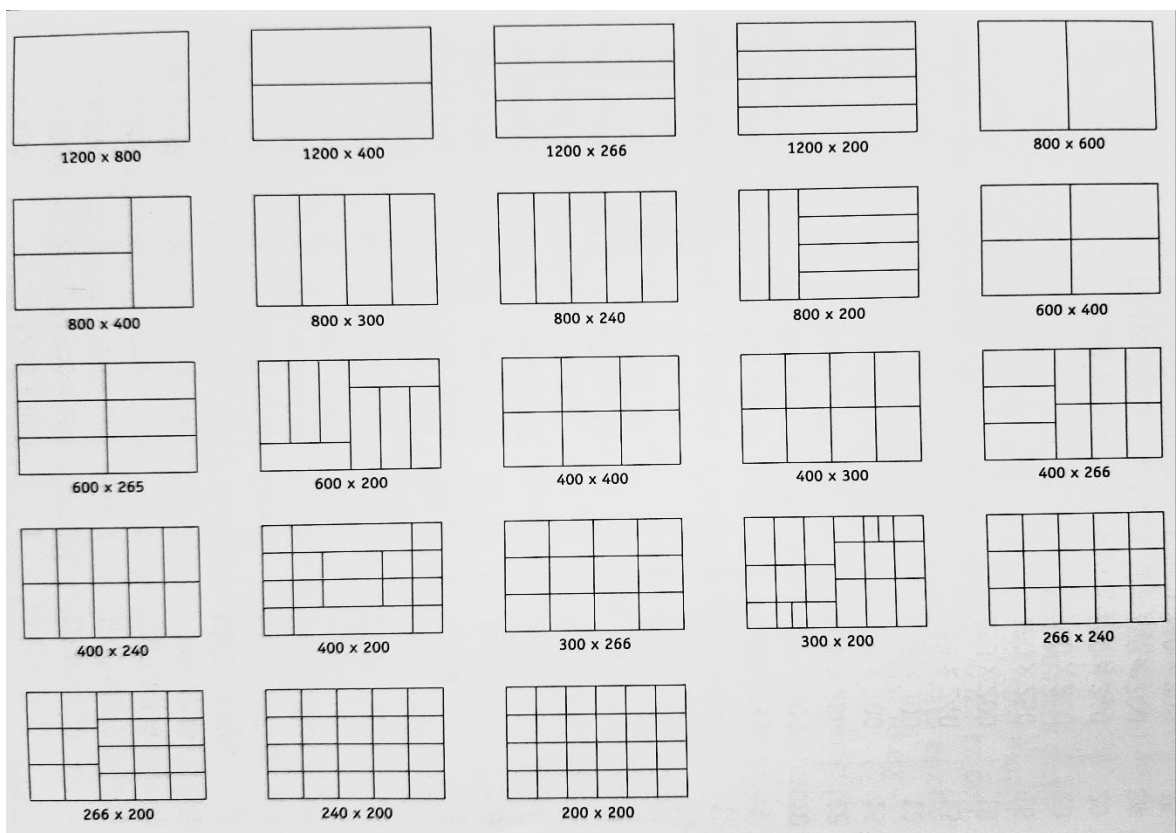 1200 x 800
1200 x 400
1200 x 266
1200 x 200
800 x 600
800 x 400
800 x 300
800 x 240
800 x 200
600 x 400
600 x 265
600 x 200
400 x 400
400 x 300
400 x 266
400 x 240
400 x 200
300 x 266
300 x 200
266 x 240
266 x 200
240 x 200
200 x 200